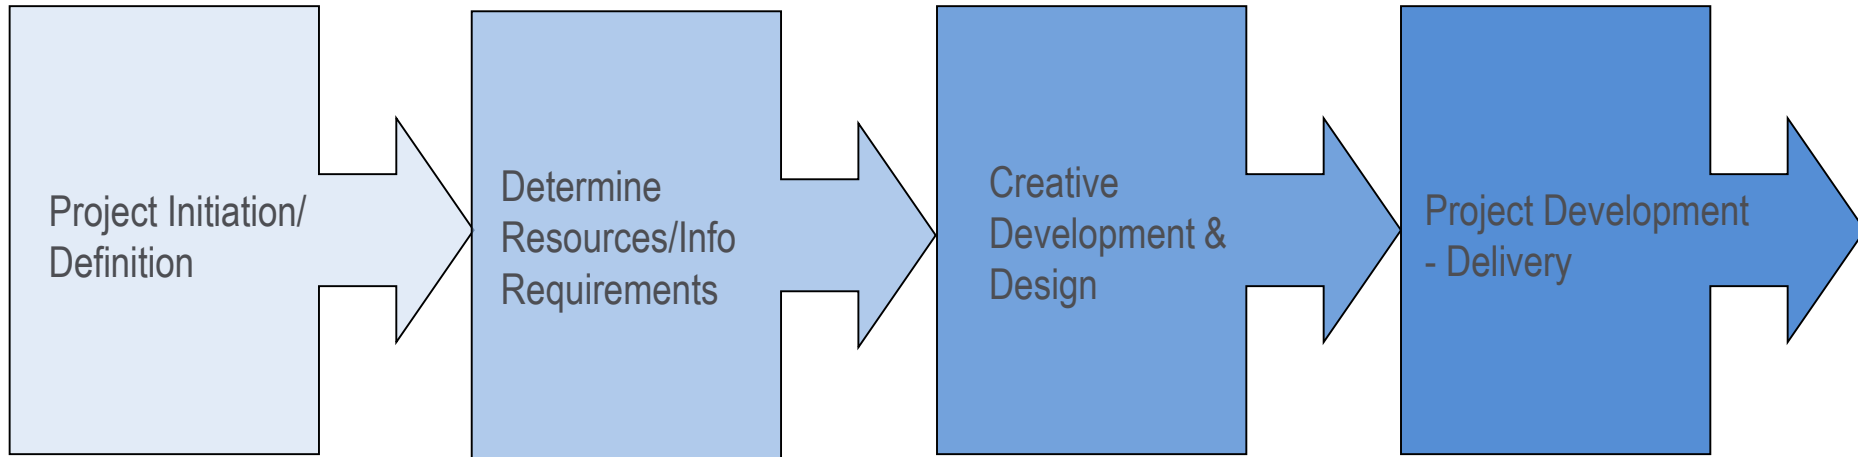 Project Initiation/
Definition
Determine
Resources/Info
Requirements
Creative
Development &
Design
Project Development
- Delivery